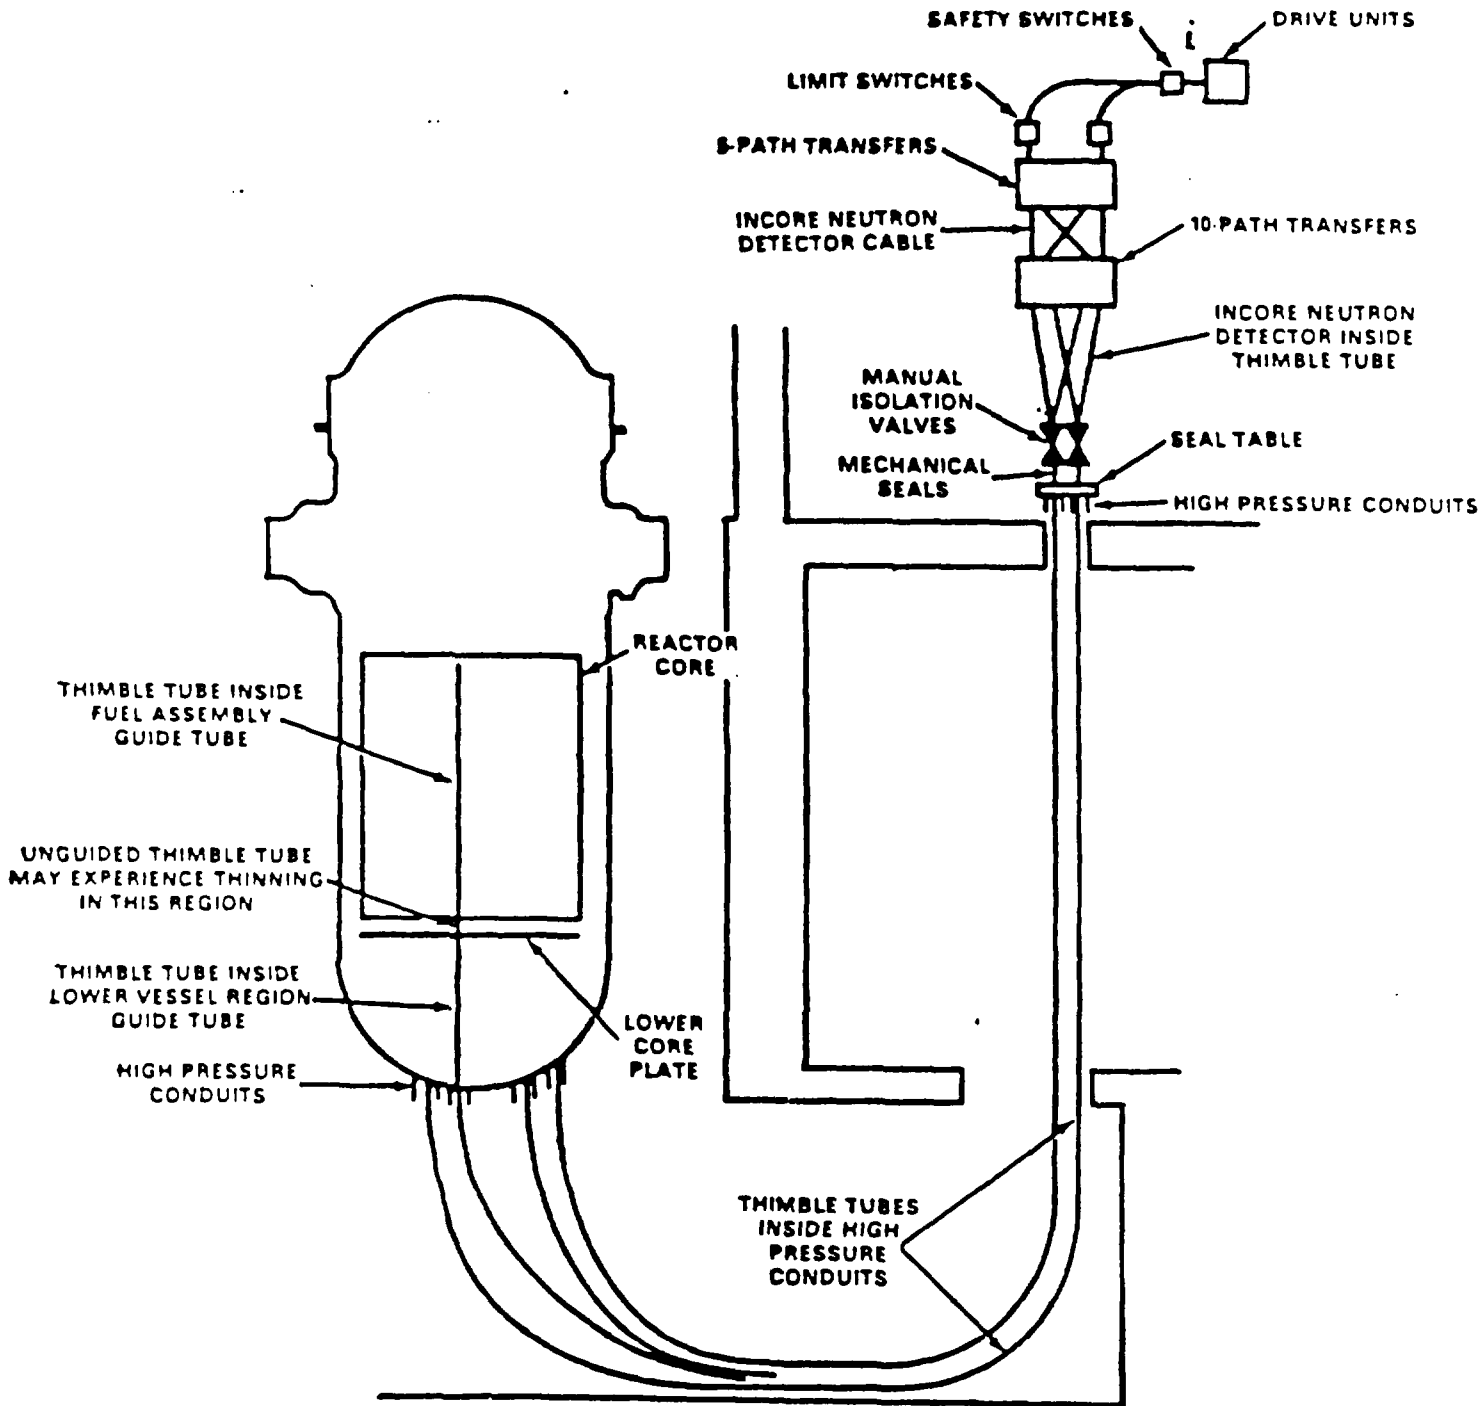 SAFETY SWITCHES
DRIVE UNITS
LIMIT SWITCHES
5-PATH TRANSFERS
INCORE NEUTRON
DETECTOR CABLE
10-PATH TRANSFERS
INCORE NEUTRON
DETECTOR INSIDE
THIMBLE TUBE
MANUAL
ISOLATION
VALVES
SEAL TABLE
MECHANICAL
SEALS
HIGH PRESSURE CONDUITS
REACTOR
CORE
THIMBLE TUBE INSIDE
FUEL ASSEMBLY
GUIDE TUBE
UNGUIDED THIMBLE TUBE
MAY EXPERIENCE THINNING
IN THIS REGION
THIMBLE TUBE INSIDE
LOWER VESSEL REGION
GUIDE TUBE
LOWER
CORE
PLATE
HIGH PRESSURE
CONDUITS
THIMBLE TUBES
INSIDE HIGH
PRESSURE
CONDUITS